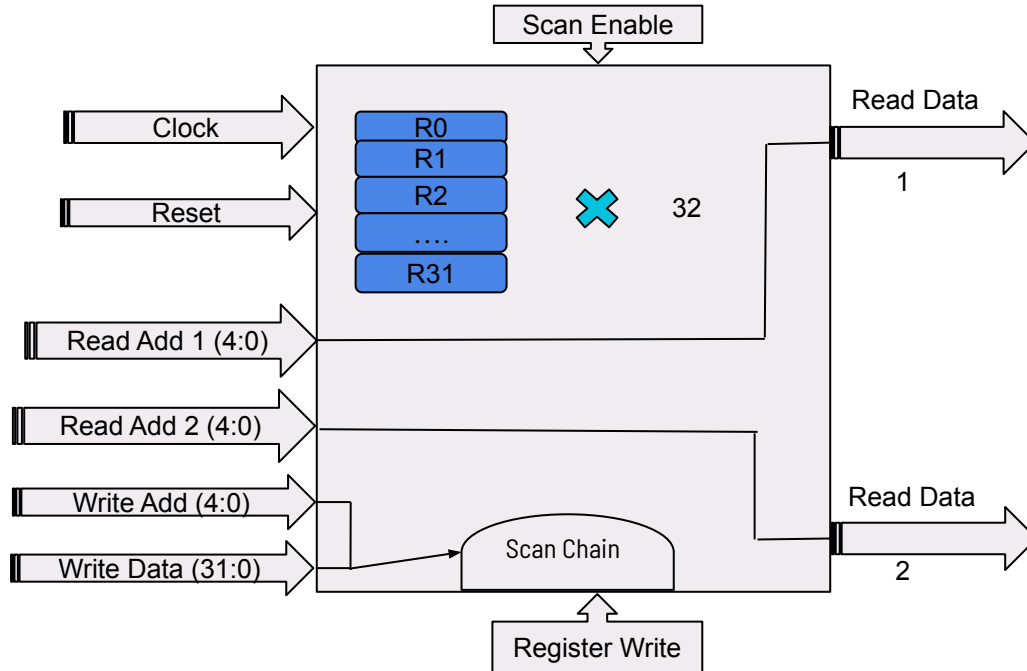 Scan Enable
Clock
Reset
Read Add 1 (4:0)
Read Add 2 (4:0)
Write Add (4:0)
Write Data (31:0)
R0
R1
R2
....
R31
32
Read Data
1
Read Data
2
Scan Chain
Register Write